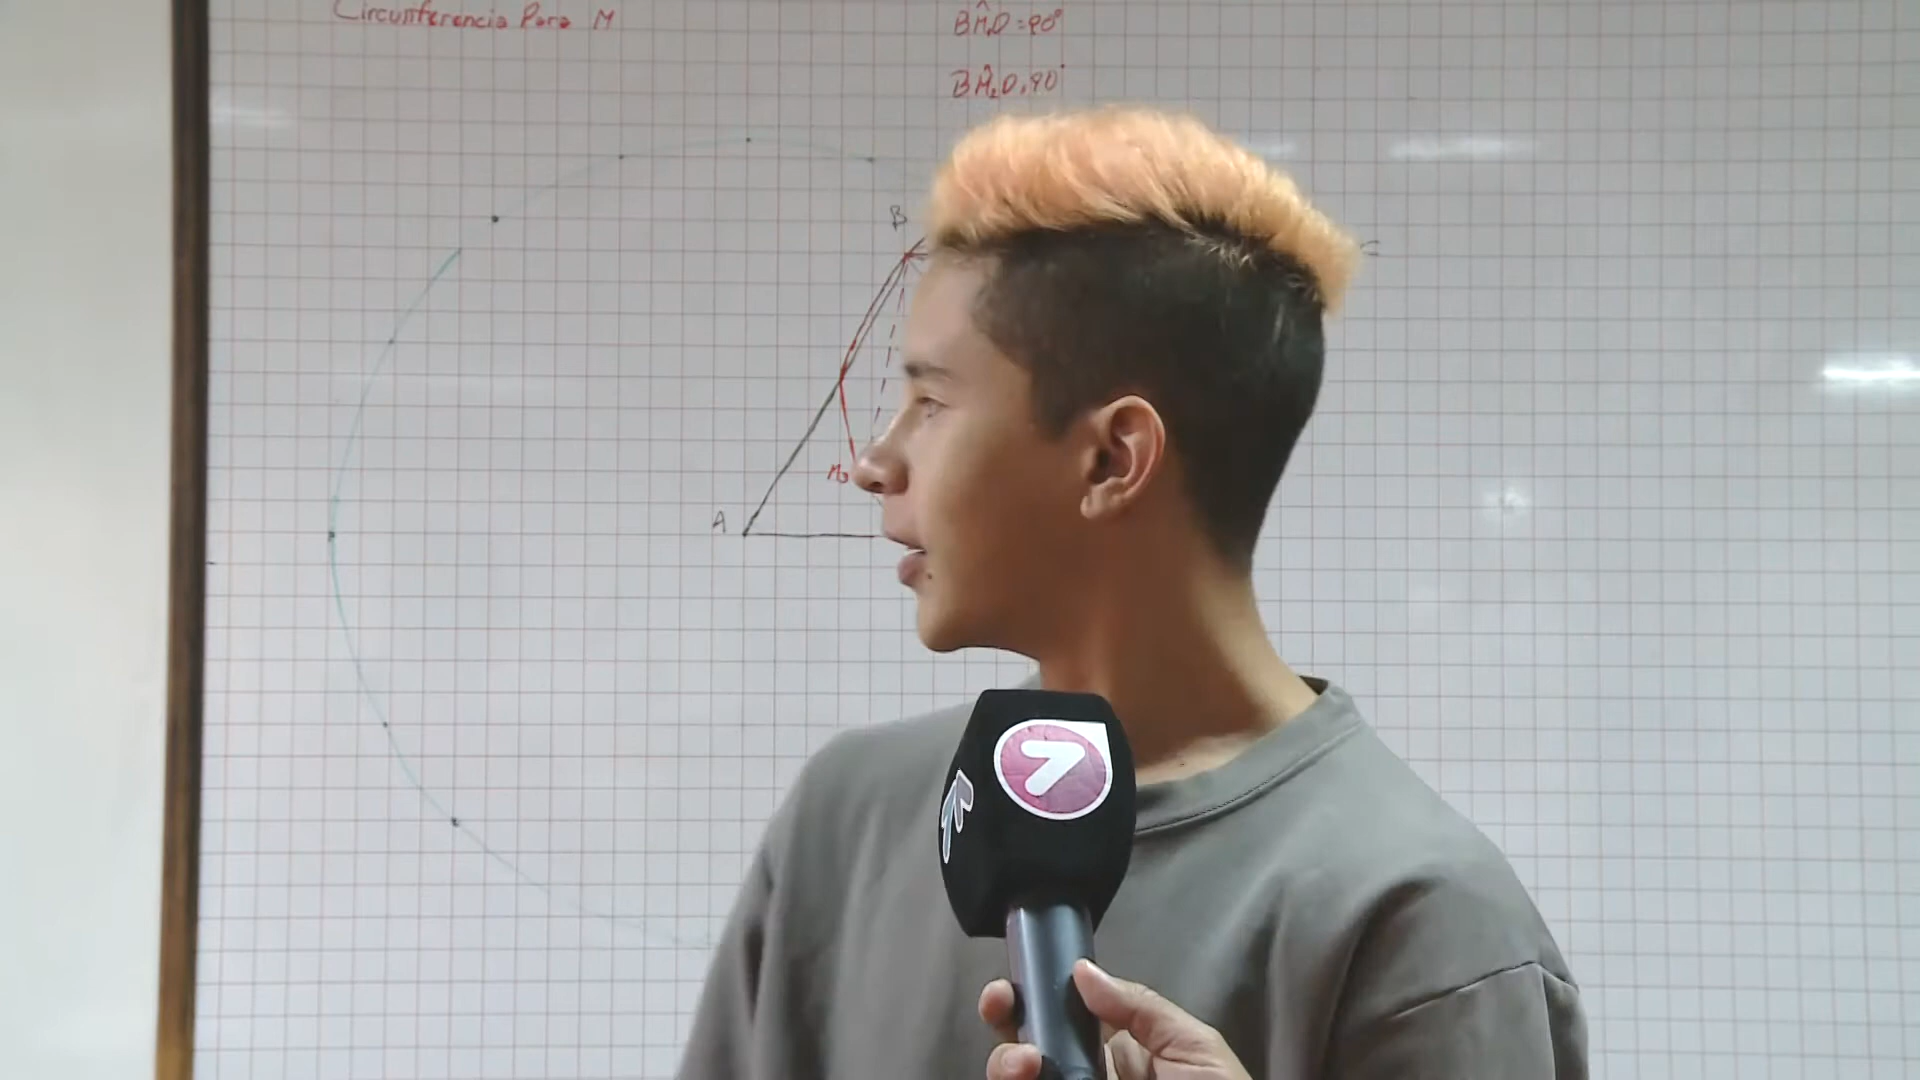 Circunferencia Para M
BM̂₁D = 90°
BM̂₂D = 90°
B
C
A